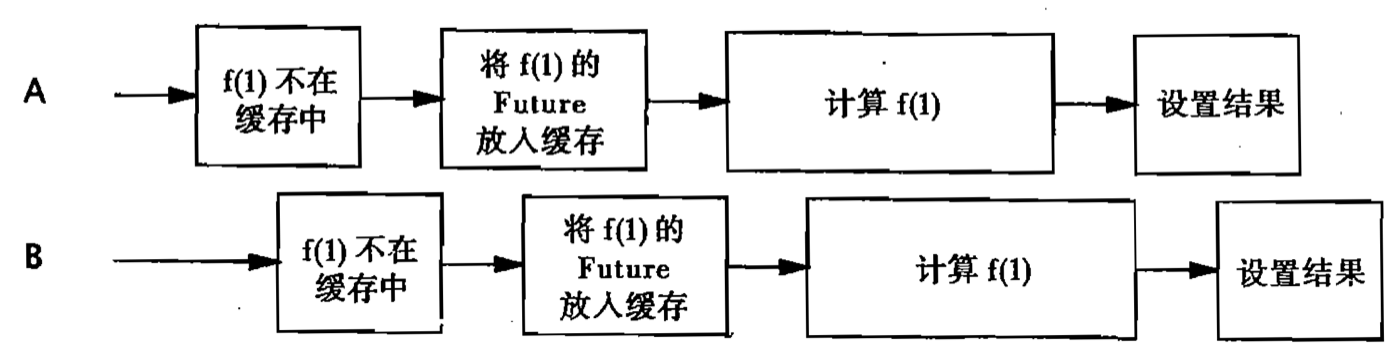 A
f(1) 不在
缓存中
将 f(1) 的
Future
放入缓存
计算 f(1)
设置结果
B
f(1) 不在
缓存中
将 f(1) 的
Future
放入缓存
计算 f(1)
设置结果